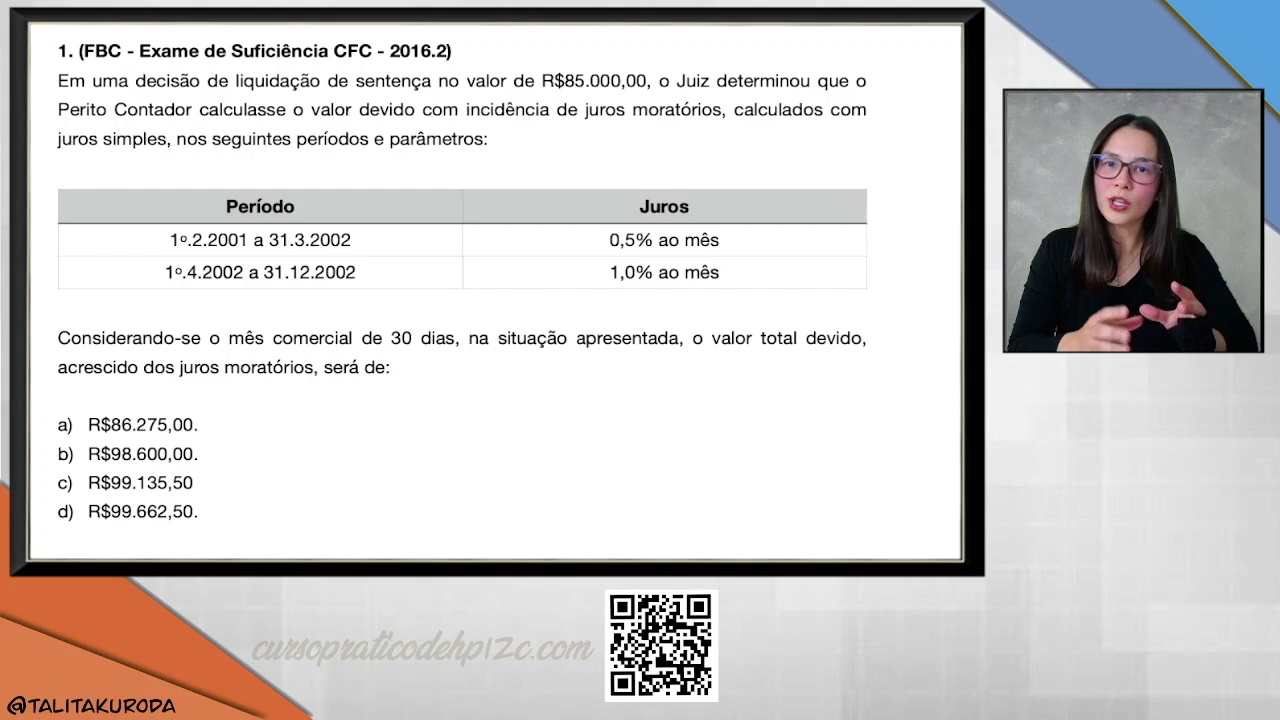 1. (FBC - Exame de Suficiência CFC - 2016.2)
Em uma decisão de liquidação de sentença no valor de R$85.000,00, o Juiz determinou que o
Perito Contador calculasse o valor devido com incidência de juros moratórios, calculados com
juros simples, nos seguintes períodos e parâmetros:
Período Juros
1º.2.2001 a 31.3.2002 0,5% ao mês
1º.4.2002 a 31.12.2002 1,0% ao mês
Considerando-se o mês comercial de 30 dias, na situação apresentada, o valor total devido,
acrescido dos juros moratórios, será de:
a) R$86.275,00.
b) R$98.600,00.
c) R$99.135,50
d) R$99.662,50.
cursopraticodehp12c.com
@TALITAKURODA